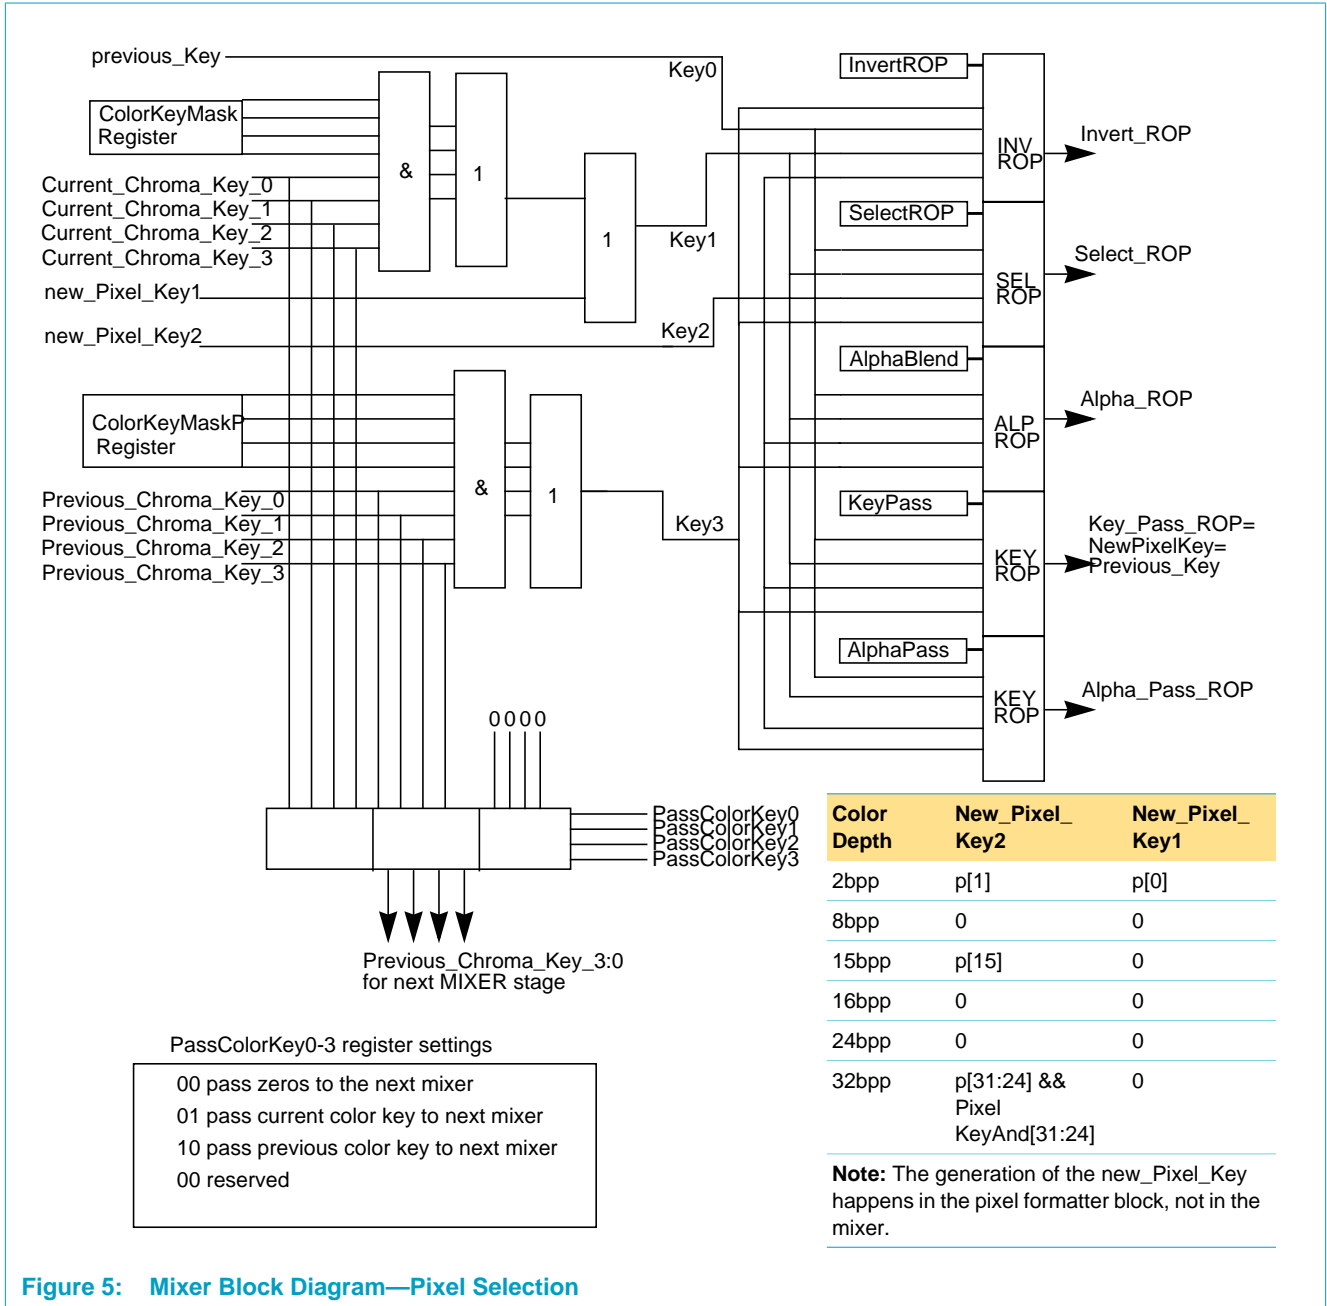 previous_Key
Key0
InvertROP
ColorKeyMask
Register
INV
ROP
Invert_ROP
&
1
Current_Chroma_Key_0
Current_Chroma_Key_1
Current_Chroma_Key_2
Current_Chroma_Key_3
SelectROP
1
Key1
Select_ROP
SEL
ROP
new_Pixel_Key1
new_Pixel_Key2
Key2
AlphaBlend
ColorKeyMaskP
Register
Alpha_ROP
ALP
ROP
&
1
Previous_Chroma_Key_0
Previous_Chroma_Key_1
Previous_Chroma_Key_2
Previous_Chroma_Key_3
Key3
KeyPass
KEY
ROP
Key_Pass_ROP=
NewPixelKey=
Previous_Key
AlphaPass
KEY
ROP
Alpha_Pass_ROP
0 0 0 0
PassColorKey0
PassColorKey1
PassColorKey2
PassColorKey3
Previous_Chroma_Key_3:0
for next MIXER stage
PassColorKey0-3 register settings
00 pass zeros to the next mixer
01 pass current color key to next mixer
10 pass previous color key to next mixer
00 reserved
Color Depth New_Pixel_Key2 New_Pixel_Key1
2bpp p[1] p[0]
8bpp 0 0
15bpp p[15] 0
16bpp 0 0
24bpp 0 0
32bpp p[31:24] && 0
Pixel
KeyAnd[31:24]
Note: The generation of the new_Pixel_Key
happens in the pixel formatter block, not in the
mixer.
Figure 5: Mixer Block Diagram—Pixel Selection